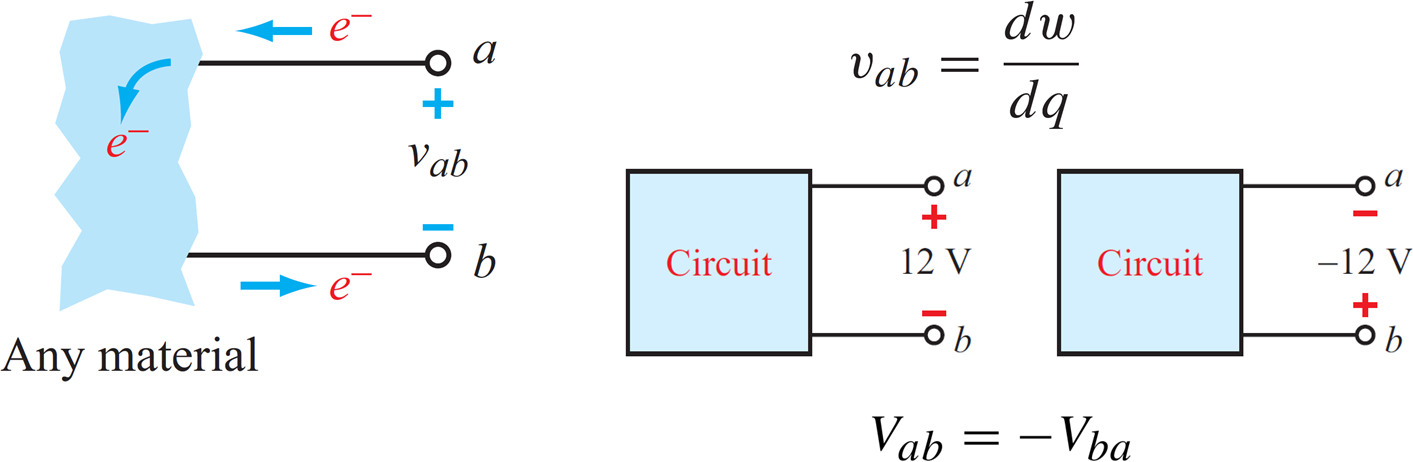 e⁻
a
+
e⁻
v_ab
−
b
e⁻
Any material
v_ab = dw/dq
Circuit
a
+
12 V
−
b
Circuit
a
−
−12 V
+
b
V_ab = −V_ba